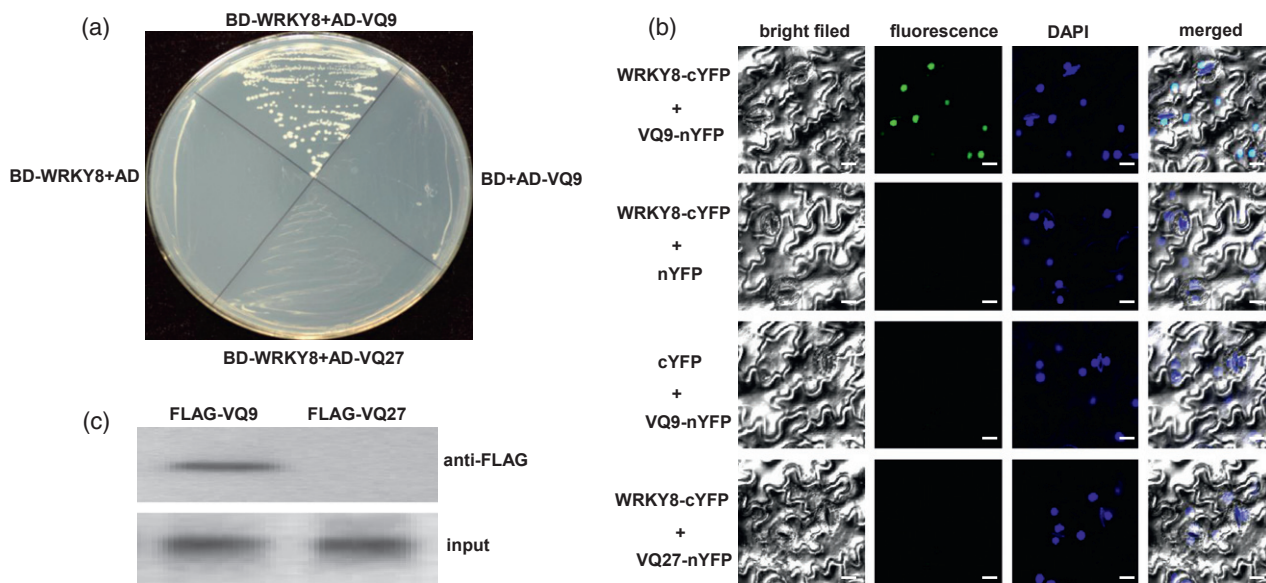 (a)
BD-WRKY8+AD-VQ9
BD-WRKY8+AD
BD+AD-VQ9
BD-WRKY8+AD-VQ27
(b)
bright filed
fluorescence
DAPI
merged
WRKY8-cYFP
+
VQ9-nYFP
WRKY8-cYFP
+
nYFP
cYFP
+
VQ9-nYFP
WRKY8-cYFP
+
VQ27-nYFP
(c)
FLAG-VQ9
FLAG-VQ27
anti-FLAG
input